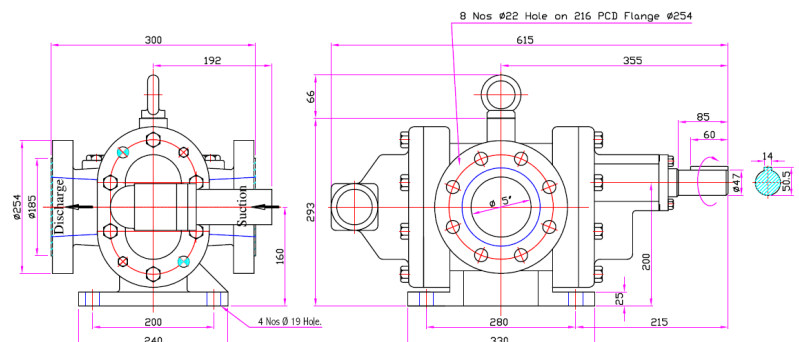 8 Nos Ø22 Hole on 216 PCD Flange Ø254
300
615
192
355
66
85
60
14
Ø254
Ø185
Discharge
Suction
293
Ø 5"
Ø47
50.5
160
200
25
200
4 Nos Ø 19 Hole.
280
215
240
330